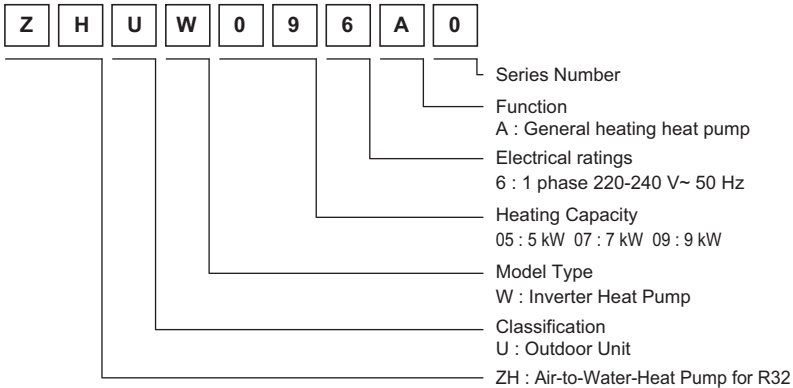 Z H U W 0 9 6 A 0
Series Number
Function
A : General heating heat pump
Electrical ratings
6 : 1 phase 220-240 V~ 50 Hz
Heating Capacity
05 : 5 kW 07 : 7 kW 09 : 9 kW
Model Type
W : Inverter Heat Pump
Classification
U : Outdoor Unit
ZH : Air-to-Water-Heat Pump for R32